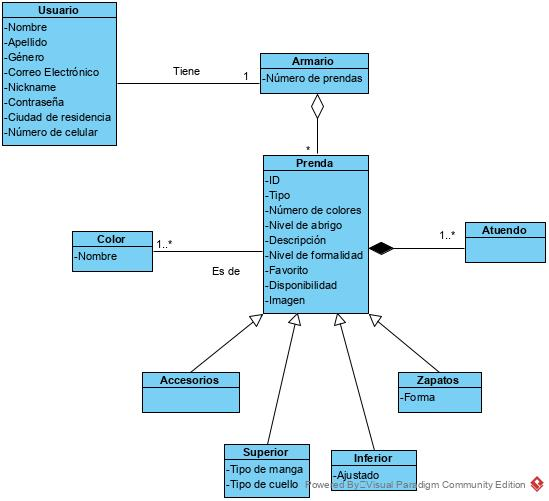 Usuario
-Nombre
-Apellido
-Género
-Correo Electrónico
-Nickname
-Contraseña
-Ciudad de residencia
-Número de celular
Tiene
1
Armario
-Número de prendas
*
Prenda
-ID
-Tipo
-Número de colores
-Nivel de abrigo
-Descripción
-Nivel de formalidad
-Favorito
-Disponibilidad
-Imagen
Color
-Nombre
1..*
Es de
1..*
Atuendo
Accesorios
Zapatos
-Forma
Superior
-Tipo de manga
-Tipo de cuello
Inferior
-Ajustado
Powered By Visual Paradigm Community Edition